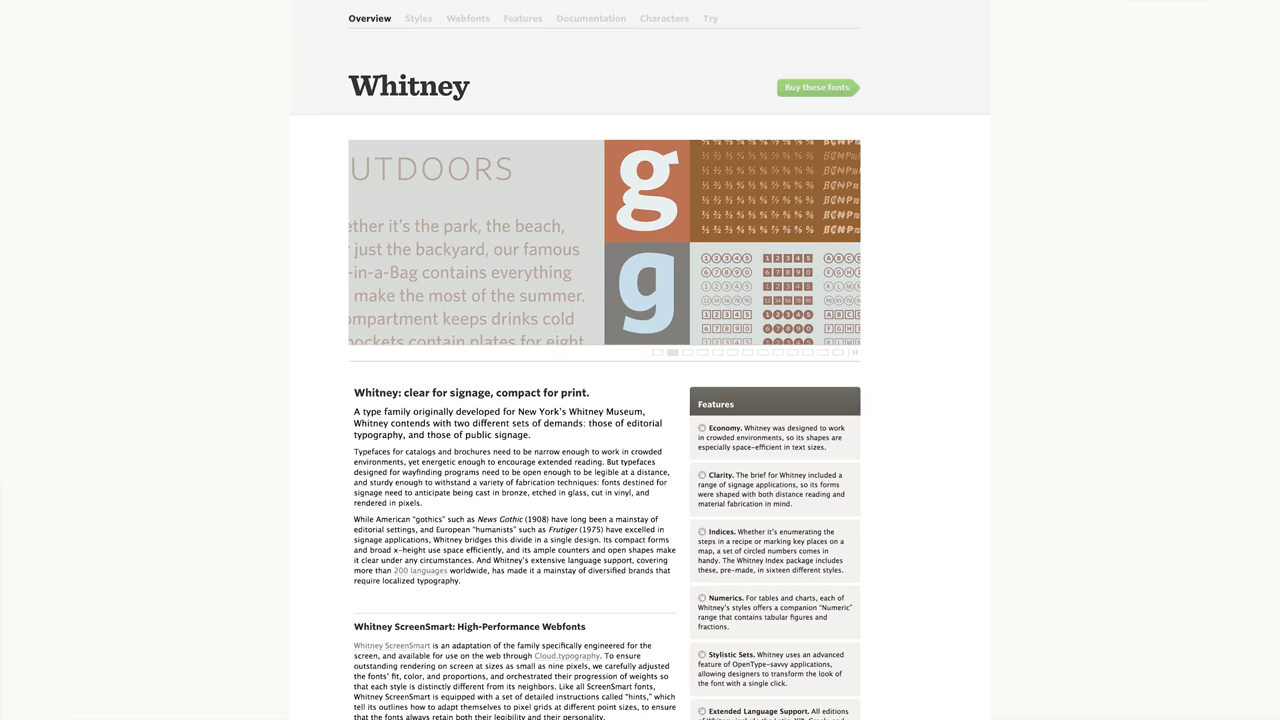 Overview Styles Webfonts Features Documentation Characters Try
Whitney
Buy these fonts
UTDOORS
ether it's the park, the beach,
just the backyard, our famous
-in-a-Bag contains everything
make the most of the summer.
ompartment keeps drinks cold
pockets contain plates for eight
g
g
Whitney: clear for signage, compact for print.
A type family originally developed for New York's Whitney Museum,
Whitney contends with two different sets of demands: those of editorial
typography, and those of public signage.
Typefaces for catalogs and brochures need to be narrow enough to work in crowded
environments, yet energetic enough to encourage extended reading. But typefaces
designed for wayfinding programs need to be open enough to be legible at a distance,
and sturdy enough to withstand a variety of fabrication techniques: fonts destined for
signage need to anticipate being cast in bronze, etched in glass, cut in vinyl, and
rendered in pixels.
While American "gothics" such as News Gothic (1908) have long been a mainstay of
editorial settings, and European "humanists" such as Frutiger (1975) have excelled in
signage applications, Whitney bridges this divide in a single design. Its compact forms
and broad x-height use space efficiently, and its ample counters and open shapes make
it clear under any circumstances. And Whitney's extensive language support, covering
more than 200 languages worldwide, has made it a mainstay of diversified brands that
require localized typography.
Whitney ScreenSmart: High-Performance Webfonts
Whitney ScreenSmart is an adaptation of the family specifically engineered for the
screen, and available for use on the web through Cloud.typography. To ensure
outstanding rendering on screen at sizes as small as nine pixels, we carefully adjusted
the fonts' fit, color, and proportions, and orchestrated their progression of weights so
that each style is distinctly different from its neighbors. Like all ScreenSmart fonts,
Whitney ScreenSmart is equipped with a set of detailed instructions called "hints," which
tell its outlines how to adapt themselves to pixel grids at different point sizes, to ensure
that the fonts always retain both their legibility and their personality.
Features
Economy. Whitney was designed to work
in crowded environments, so its shapes are
especially space-efficient in text sizes.
Clarity. The brief for Whitney included a
range of signage applications, so its forms
were shaped with both distance reading and
material fabrication in mind.
Indices. Whether it's enumerating the
steps in a recipe or marking key places on a
map, a set of circled numbers comes in
handy. The Whitney Index package includes
these, pre-made, in sixteen different styles.
Numerics. For tables and charts, each of
Whitney's styles offers a companion "Numeric"
range that contains tabular figures and
fractions.
Stylistic Sets. Whitney uses an advanced
feature of OpenType-savvy applications,
allowing designers to transform the look of
the font with a single click.
Extended Language Support. All editions